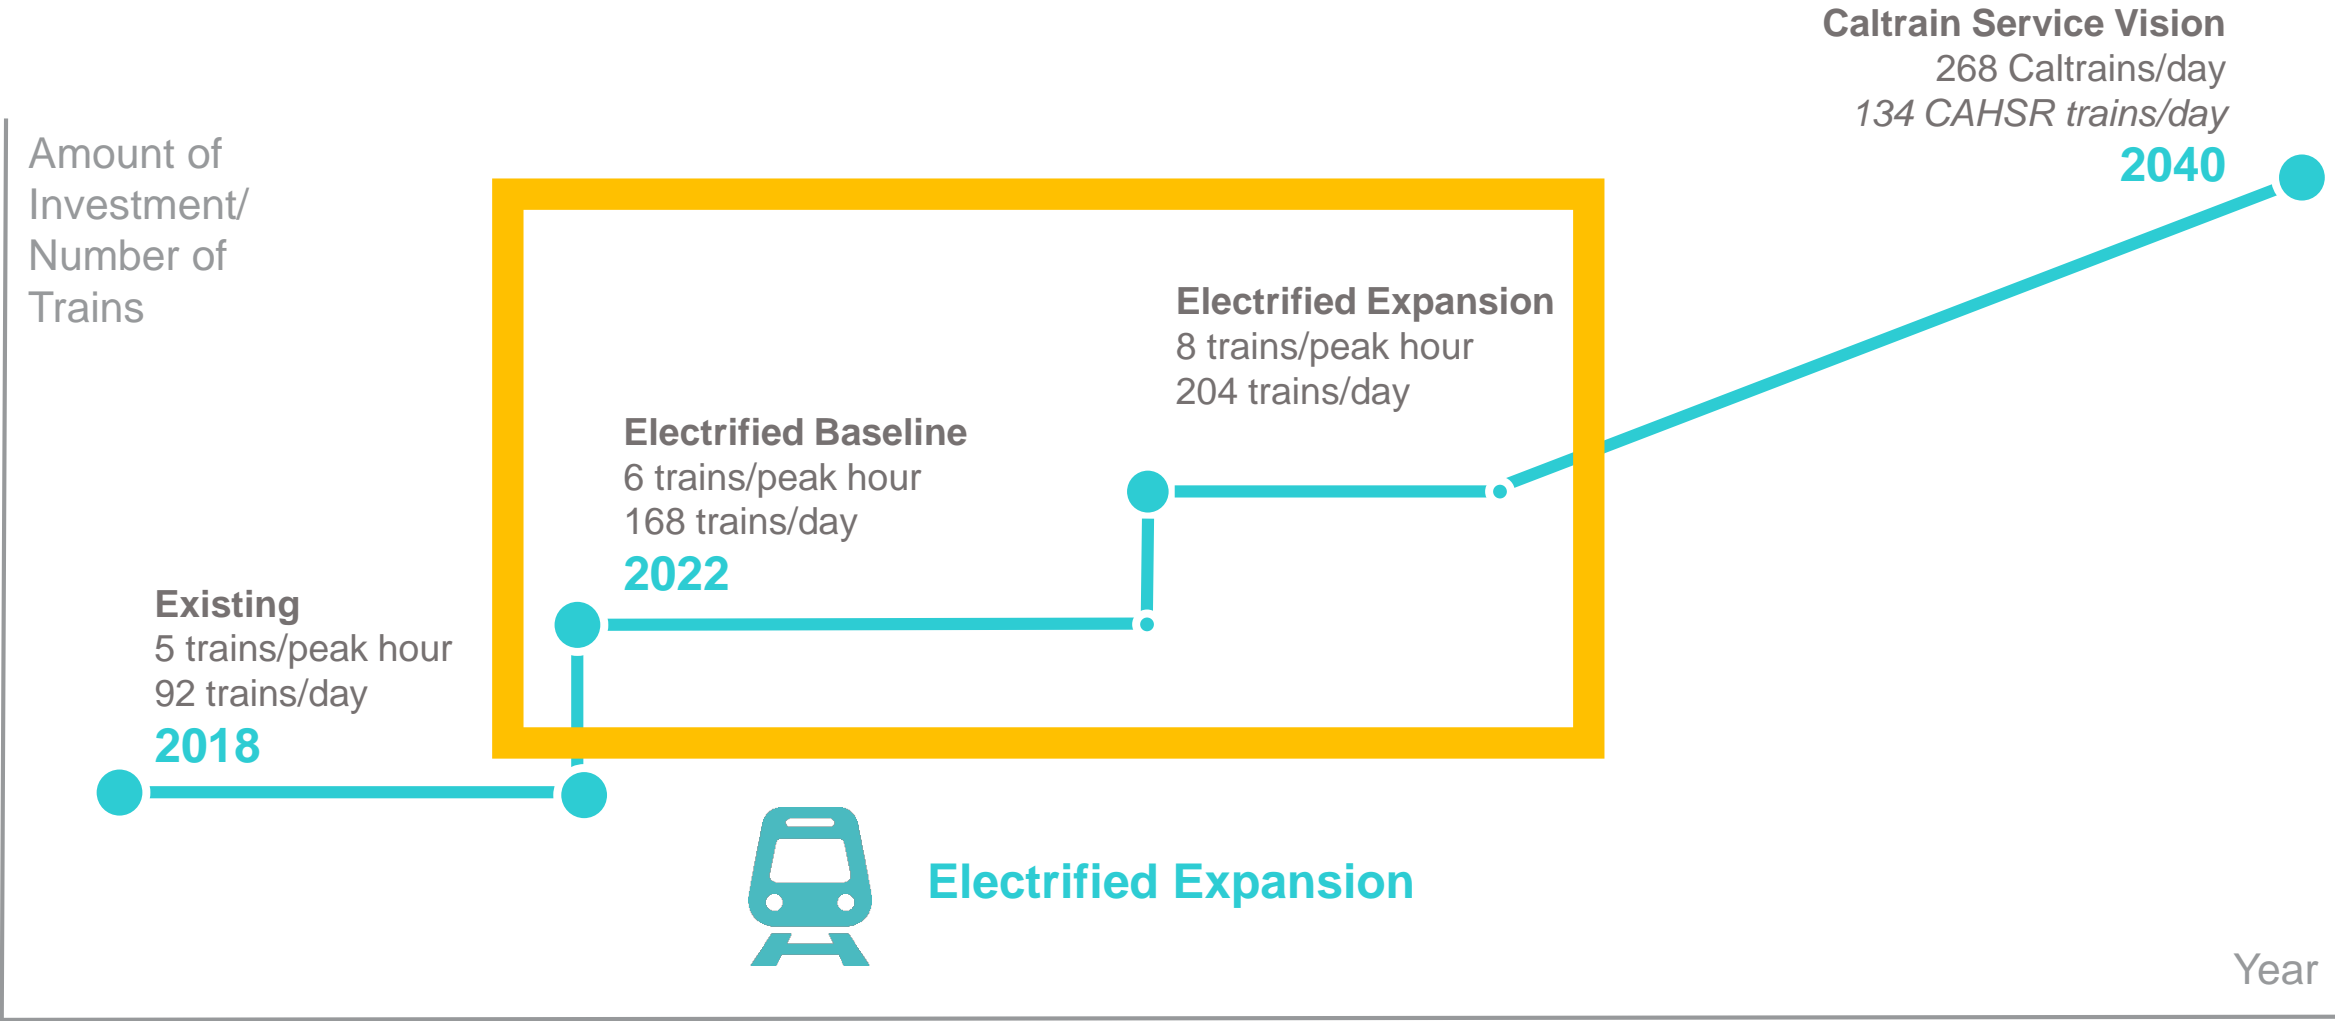 Caltrain Service Vision
268 Caltrains/day
134 CAHSR trains/day
2040
Amount of
Investment/
Number of
Trains
Electrified Expansion
8 trains/peak hour
204 trains/day
Electrified Baseline
6 trains/peak hour
168 trains/day
2022
Existing
5 trains/peak hour
92 trains/day
2018
Electrified Expansion
Year